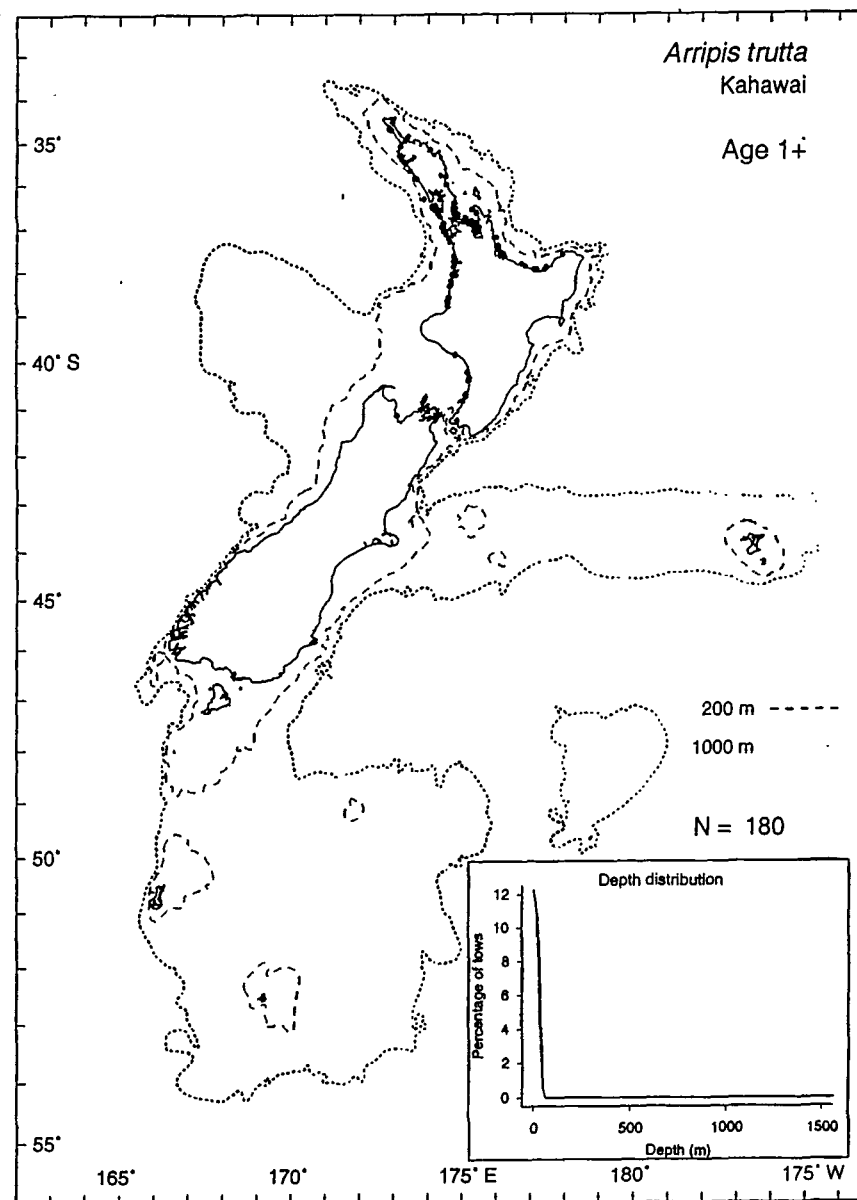 Arripis trutta
Kahawai
Age 1+
35°
40° S
45°
50°
55°
200 m
1000 m
N = 180
Depth distribution
Percentage of tows
12
10
8
6
4
2
0
0 500 1000 1500
Depth (m)
165° 170° 175° E 180° 175° W